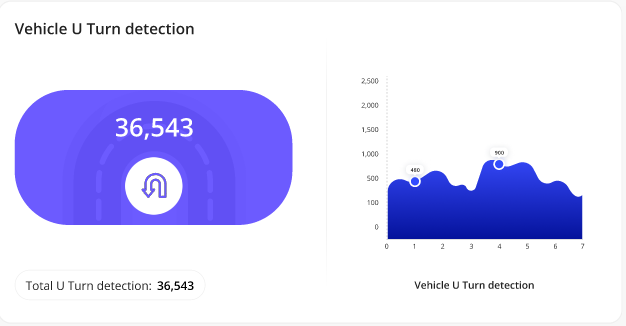 Vehicle U Turn detection
36,543
Total U Turn detection: 36,543
2,500
2,000
1,500
1,000
500
100
0
480
900
0 1 2 3 4 5 6 7
Vehicle U Turn detection